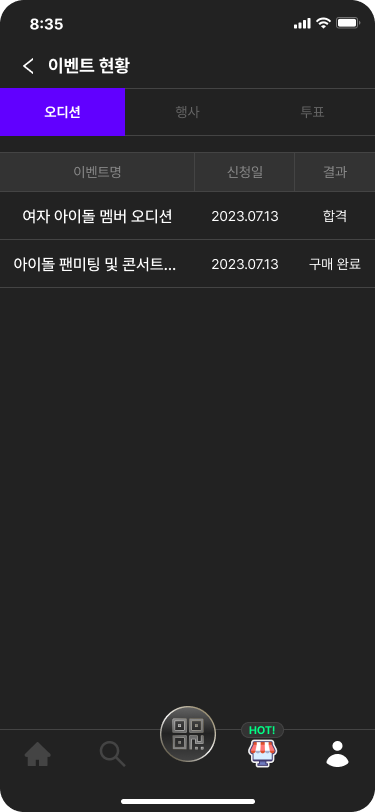 8:35
이벤트 현황
오디션 행사 투표
이벤트명 신청일 결과
여자 아이돌 멤버 오디션 2023.07.13 합격
아이돌 팬미팅 및 콘서트... 2023.07.13 구매 완료
HOT!